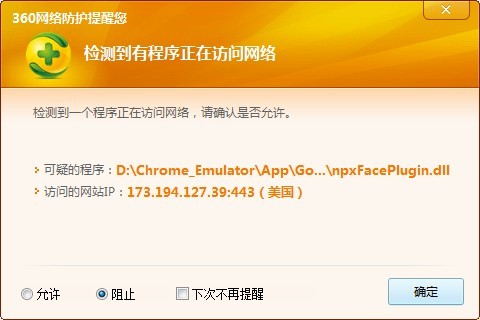 360网络防护提醒您
检测到有程序正在访问网络
检测到一个程序正在访问网络，请确认是否允许。
可疑的程序：D:\Chrome_Emulator\App\Go...\npxFacePlugin.dll
访问的网站IP：173.194.127.39:443（美国）
允许 阻止 下次不再提醒 确定